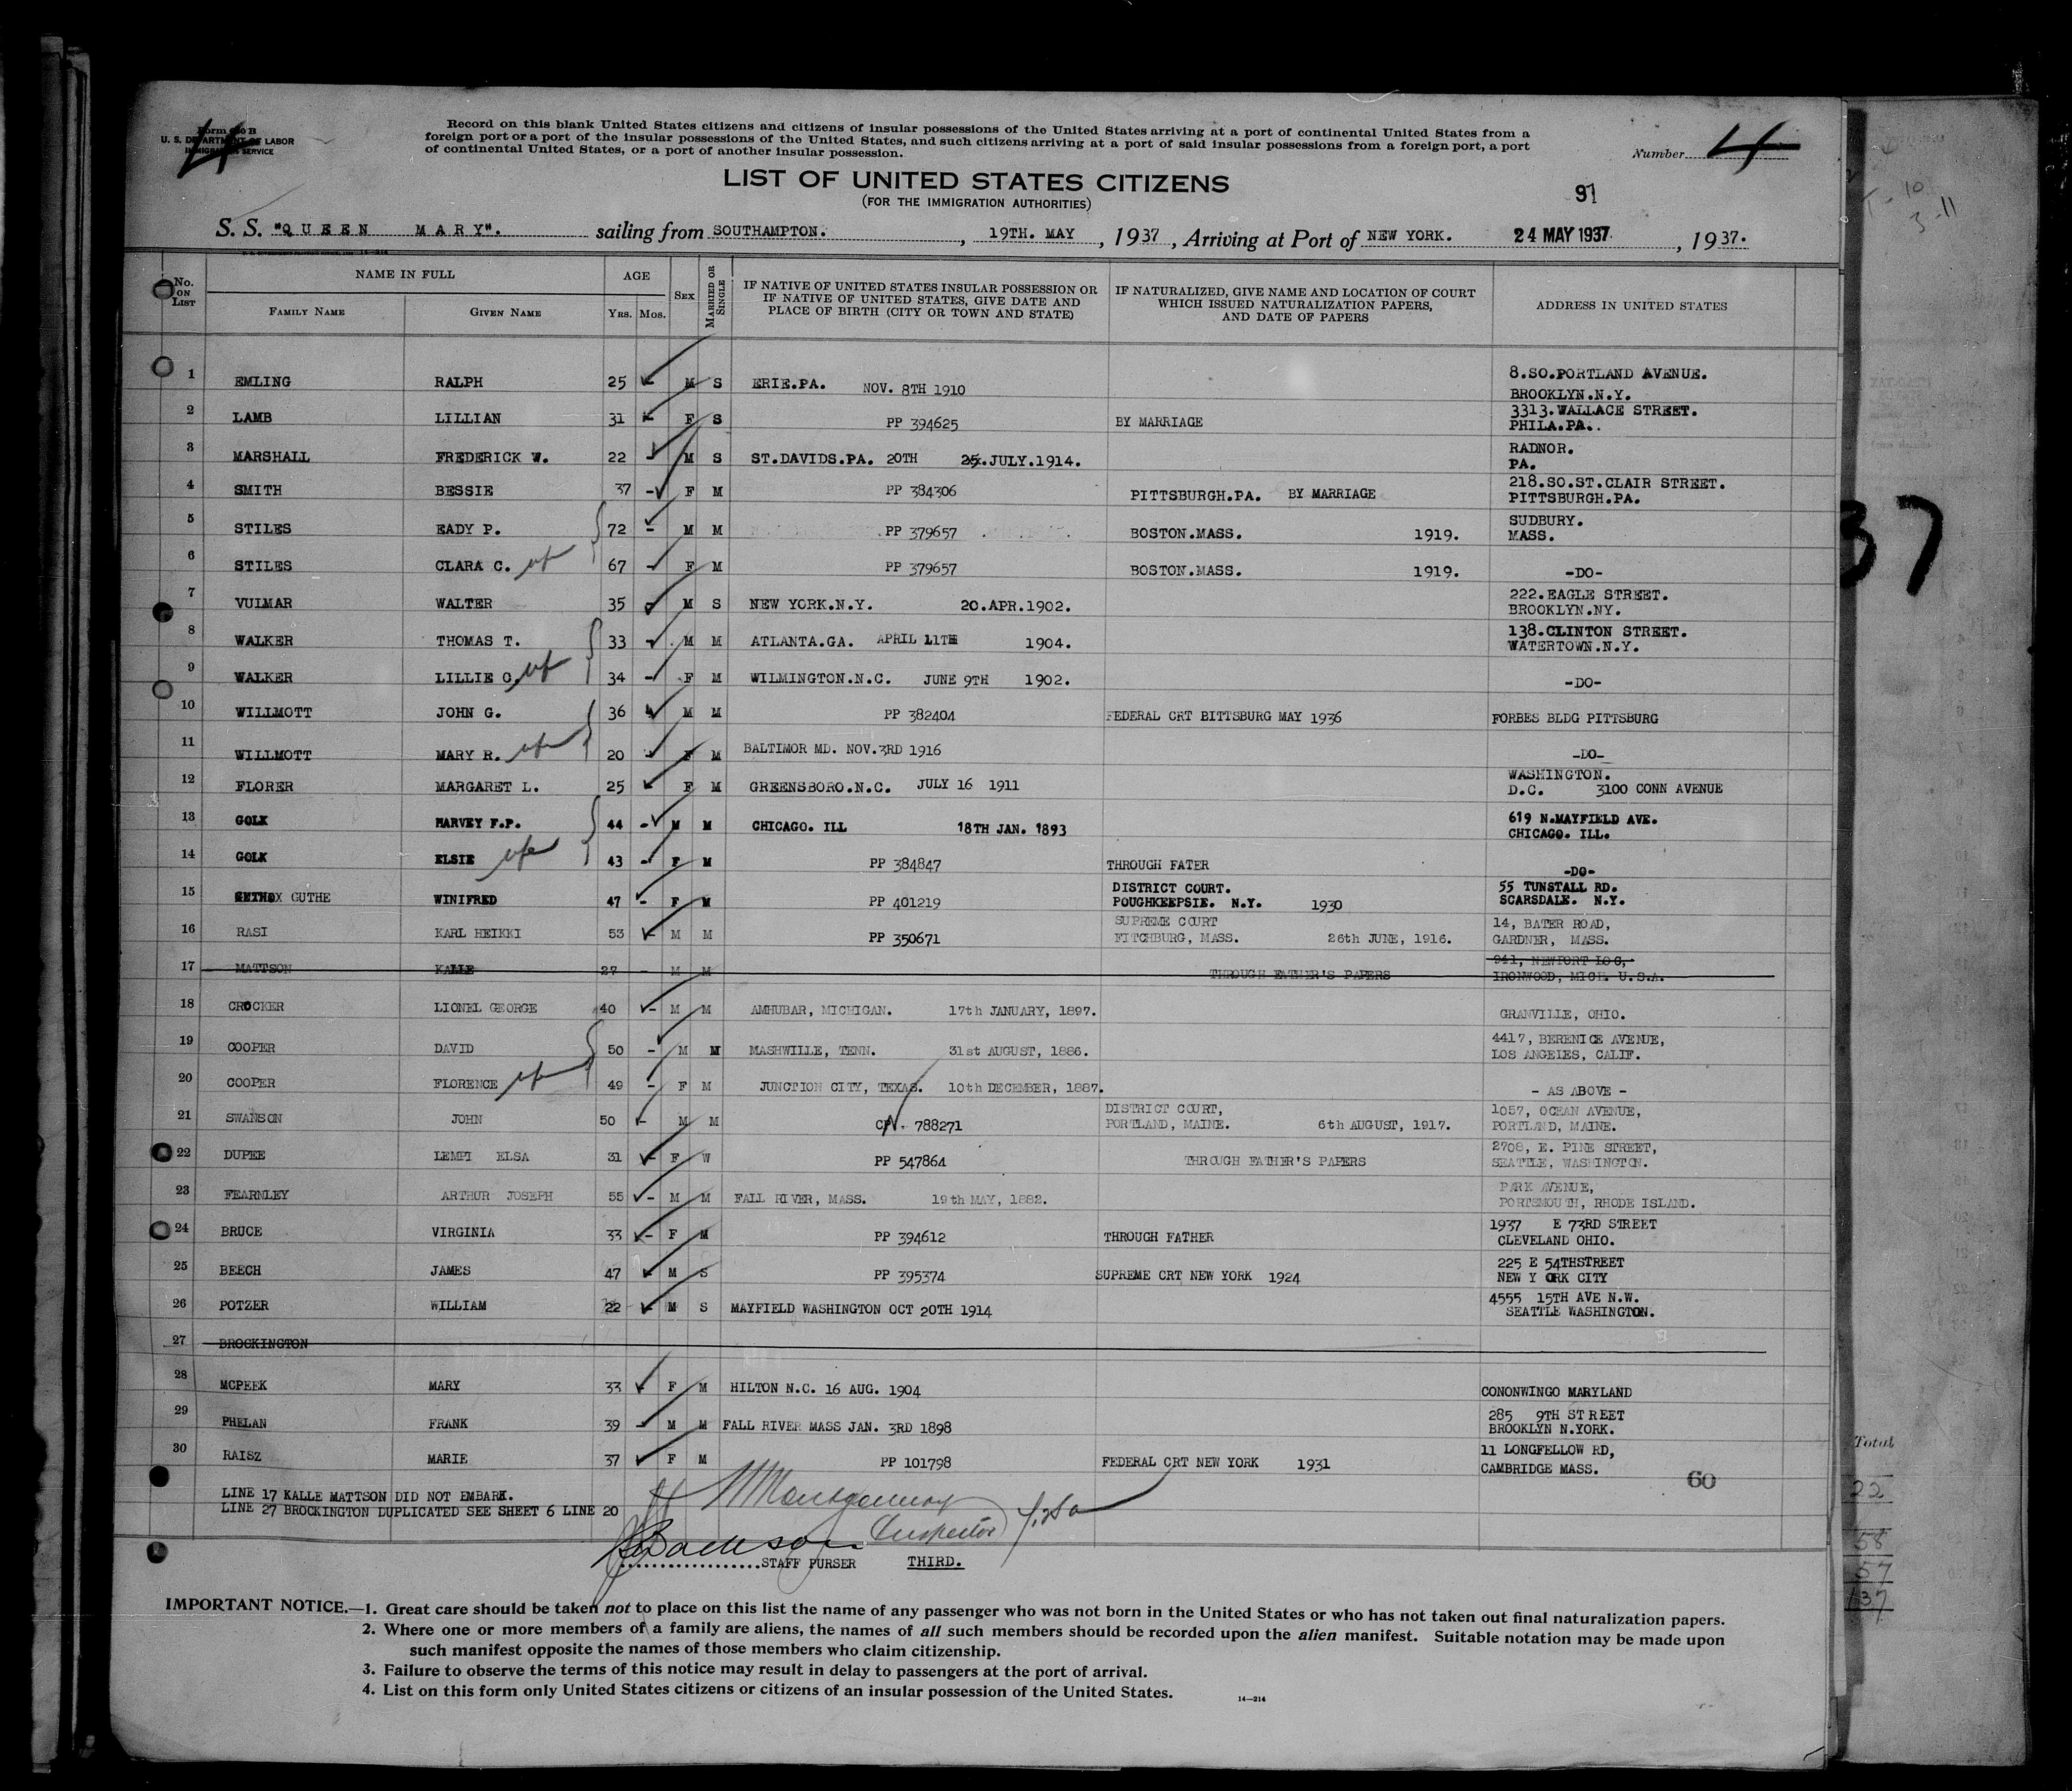 Form 630 B
U. S. DEPARTMENT OF LABOR
IMMIGRATION SERVICE
4
Record on this blank United States citizens and citizens of insular possessions of the United States arriving at a port of continental United States from a
foreign port or a port of the insular possessions of the United States, and such citizens arriving at a port of said insular possessions from a foreign port, a port
of continental United States, or a port of another insular possession.
Number 4
LIST OF UNITED STATES CITIZENS
(FOR THE IMMIGRATION AUTHORITIES)
91
S. S. "QUEEN MARY". sailing from SOUTHAMPTON., 19TH. MAY, 1937, Arriving at Port of NEW YORK. 24 MAY 1937, 1937.
No. ON LIST NAME IN FULL FAMILY NAME GIVEN NAME AGE YRS. MOS. SEX MARRIED OR SINGLE IF NATIVE OF UNITED STATES INSULAR POSSESSION OR IF NATIVE OF UNITED STATES, GIVE DATE AND PLACE OF BIRTH (CITY OR TOWN AND STATE) IF NATURALIZED, GIVE NAME AND LOCATION OF COURT WHICH ISSUED NATURALIZATION PAPERS, AND DATE OF PAPERS ADDRESS IN UNITED STATES
1 EMLING RALPH 25 - M S ERIE.PA. NOV. 8TH 1910 8.SO.PORTLAND AVENUE. BROOKLYN.N.Y.
2 LAMB LILLIAN 31 - F S PP 394625 BY MARRIAGE 3313.WALLACE STREET. PHILA.PA..
3 MARSHALL FREDERICK W. 22 - M S ST.DAVIDS.PA. 20TH 25.JULY.1914. RADNOR. PA.
4 SMITH BESSIE 37 - F M PP 384306 PITTSBURGH.PA. BY MARRIAGE 218.SO.ST.CLAIR STREET. PITTSBURGH.PA.
5 STILES EADY P. 72 - M M PP 379657 BOSTON.MASS. 1919. SUDBURY. MASS.
6 STILES CLARA C. 67 - F M PP 379657 BOSTON.MASS. 1919. -DO-
7 VULMAR WALTER 35 - M S NEW YORK.N.Y. 20.APR.1902. 222.EAGLE STREET. BROOKLYN.NY.
8 WALKER THOMAS T. 33 - M M ATLANTA.GA. APRIL 11TH 1904. 138.CLINTON STREET. WATERTOWN.N.Y.
9 WALKER LILLIE G. 34 - F M WILMINGTON.N.C. JUNE 9TH 1902. -DO-
10 WILLMOTT JOHN G. 36 M M PP 382404 FEDERAL CRT BITTSBURG MAY 1936 FORBES BLDG PITTSBURG
11 WILLMOTT MARY R. 20 - F M BALTIMOR MD. NOV.3RD 1916 -DO-
12 FLORER MARGARET L. 25 - F M GREENSBORO.N.C. JULY 16 1911 WASHINGTON. D.C. 3100 CONN AVENUE
13 GOLK HARVEY F.P. 44 - M M CHICAGO. ILL 18TH JAN. 1893 619 N.MAYFIELD AVE. CHICAGO. ILL.
14 GOLK ELSIE 43 - F M PP 384847 THROUGH FATER -DO-
15 GUTHE WINIFRED 47 - F M PP 401219 DISTRICT COURT. POUGHKEEPSIE. N.Y. 1930 55 TUNSTALL RD. SCARSDALE. N.Y.
16 RASI KARL HEIKKI 53 - M M PP 350671 SUPREME COURT FITCHBURG, MASS. 26th JUNE, 1916. 14, BATER ROAD, GARDNER, MASS.
17 MATTSON KALLE 27 - M M THROUGH FATHER'S PAPERS 941, NEWPORT LOC, IRONWOOD, MICH. U.S.A.
18 CROCKER LIONEL GEORGE 40 - M M AMHUBAR, MICHIGAN. 17th JANUARY, 1897. GRANVILLE, OHIO.
19 COOPER DAVID 50 - M M MASHWILLE, TENN. 31st AUGUST, 1886. 4417, BERENICE AVENUE, LOS ANGELES, CALIF.
20 COOPER FLORENCE 49 - F M JUNCTION CITY, TEXAS. 10th DECEMBER, 1887. - AS ABOVE -
21 SWANSON JOHN 50 - M M 788271 DISTRICT COURT, PORTLAND, MAINE. 6th AUGUST, 1917. 1057, OCEAN AVENUE, PORTLAND, MAINE.
22 DUPEE LEMPI ELSA 31 - F W PP 547864 THROUGH FATHER'S PAPERS 2708, E. PINE STREET, SEATTLE, WASHINGTON.
23 FEARNLEY ARTHUR JOSEPH 55 - M M FALL RIVER, MASS. 19th MAY, 1882. PARK AVENUE, PORTSMOUTH, RHODE ISLAND.
24 BRUCE VIRGINIA 33 - F M PP 394612 THROUGH FATHER 1937 E 73RD STREET CLEVELAND OHIO.
25 BEECH JAMES 47 - M S PP 395374 SUPREME CRT NEW YORK 1924 225 E 54THSTREET NEW Y ORK CITY
26 POTZER WILLIAM 22 - M S MAYFIELD WASHINGTON OCT 20TH 1914 4555 15TH AVE N.W. SEATTLE WASHINGTON.
27 BROCKINGTON
28 MCPEEK MARY 33 - F M HILTON N.C. 16 AUG. 1904 CONONWINGO MARYLAND
29 PHELAN FRANK 39 - M M FALL RIVER MASS JAN. 3RD 1898 285 9TH STREET BROOKLYN N.YORK.
30 RAISZ MARIE 37 - F M PP 101798 FEDERAL CRT NEW YORK 1931 11 LONGFELLOW RD, CAMBRIDGE MASS.
60
LINE 17 KALLE MATTSON DID NOT EMBARK.
LINE 27 BROCKINGTON DUPLICATED SEE SHEET 6 LINE 20
Montgomery
Inspector
STAFF PURSER THIRD.
IMPORTANT NOTICE.—1. Great care should be taken not to place on this list the name of any passenger who was not born in the United States or who has not taken out final naturalization papers.
2. Where one or more members of a family are aliens, the names of all such members should be recorded upon the alien manifest. Suitable notation may be made upon
such manifest opposite the names of those members who claim citizenship.
3. Failure to observe the terms of this notice may result in delay to passengers at the port of arrival.
4. List on this form only United States citizens or citizens of an insular possession of the United States.
14—214
37
Total
22
58
57
137